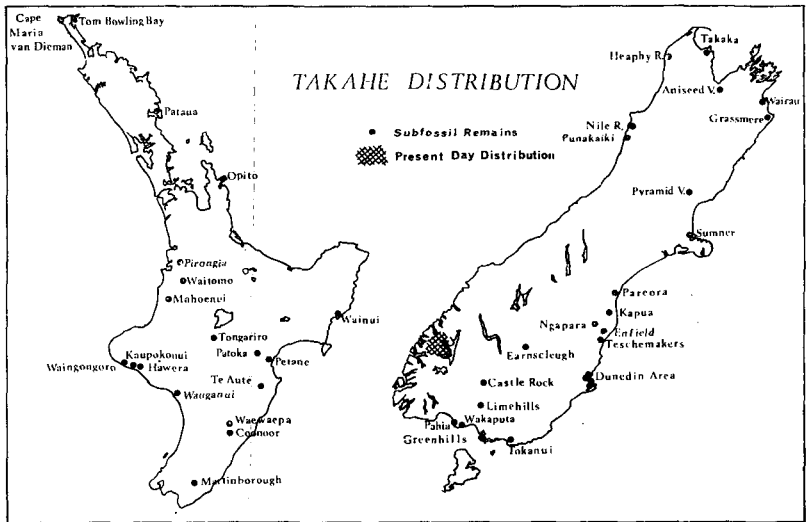 Cape
Maria
van Dieman
Tom Bowling Bay
Pataua
Opito
Pirongia
Waitomo
Mahoenui
Wainui
Tongariro
Patoka
Petane
Kaupokonui
Waingongoro
Hawera
Te Aute
Wauganui
Waewaepa
Coonoor
Martinborough
TAKAHE DISTRIBUTION
Subfossil Remains
Present Day Distribution
Takaka
Heaphy R.
Aniseed V.
Wairau
Grassmere
Nile R.
Punakaiki
Pyramid V.
Sumner
Pareora
Kapua
Ngapara
Enfield
Teschemakers
Earnscleugh
Dunedin Area
Castle Rock
Limehills
Pahia
Wakaputa
Greenhills
Tokanui